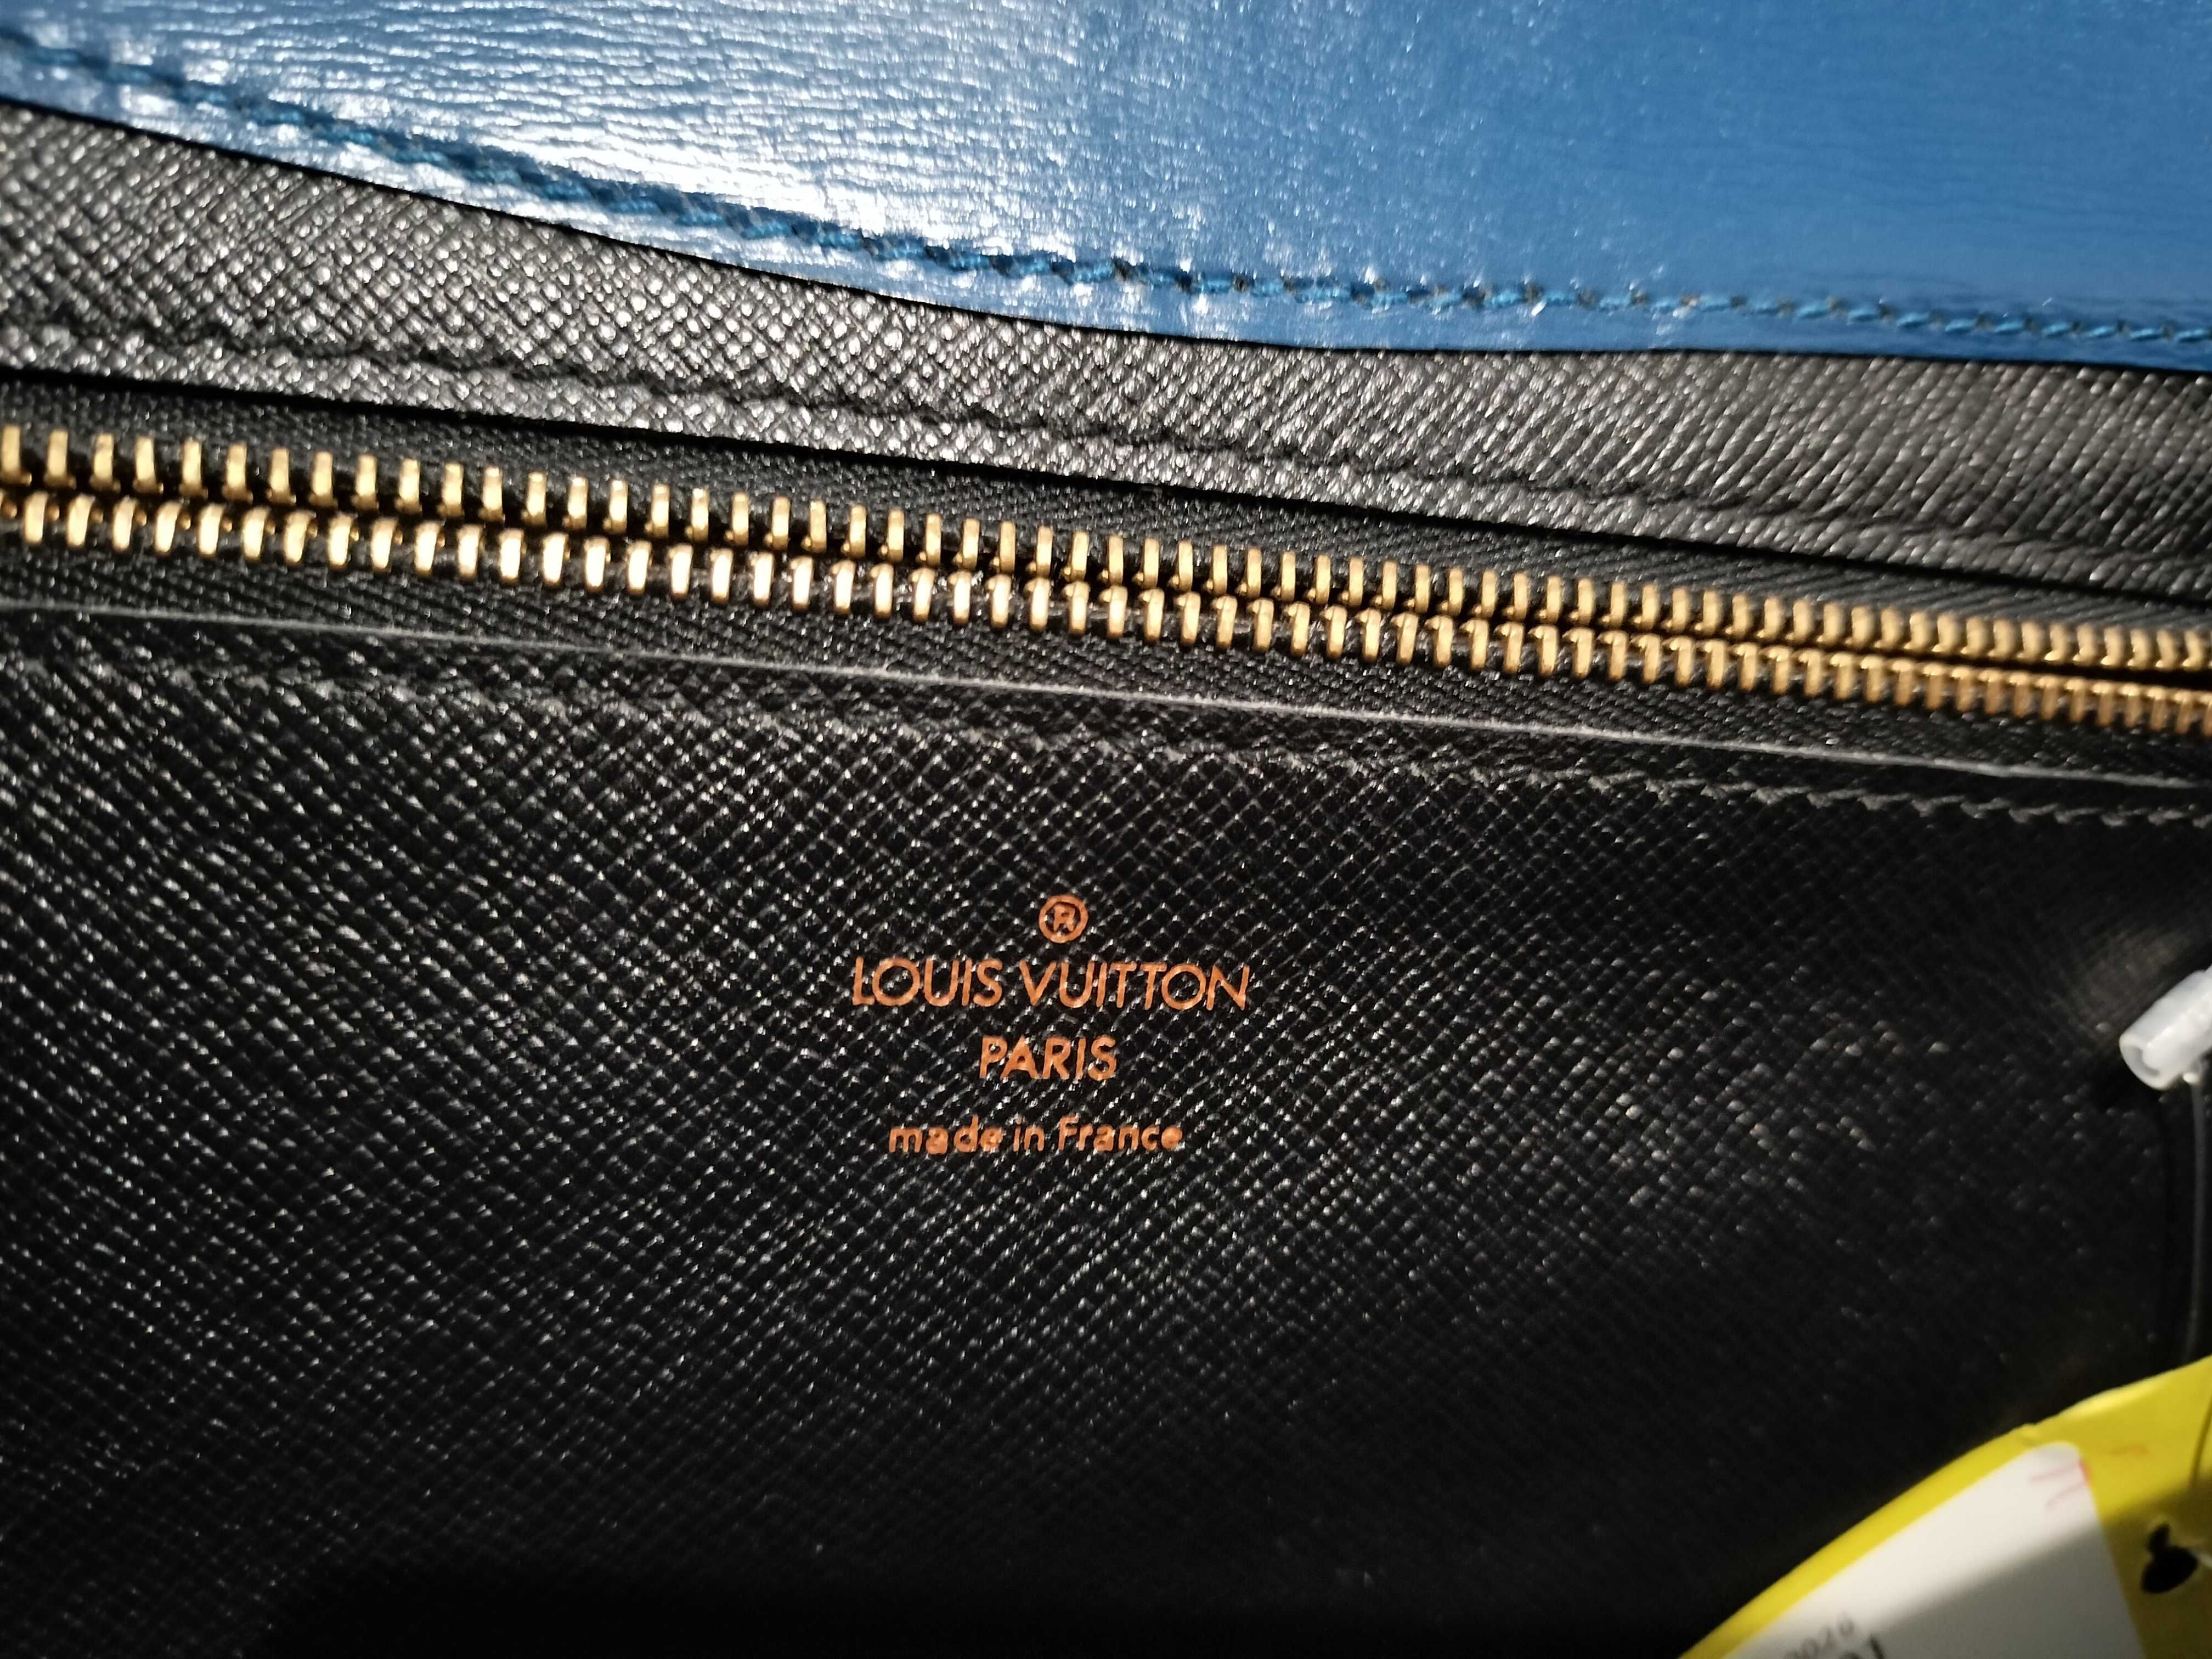 ®
LOUIS VUITTON
PARIS
made in France